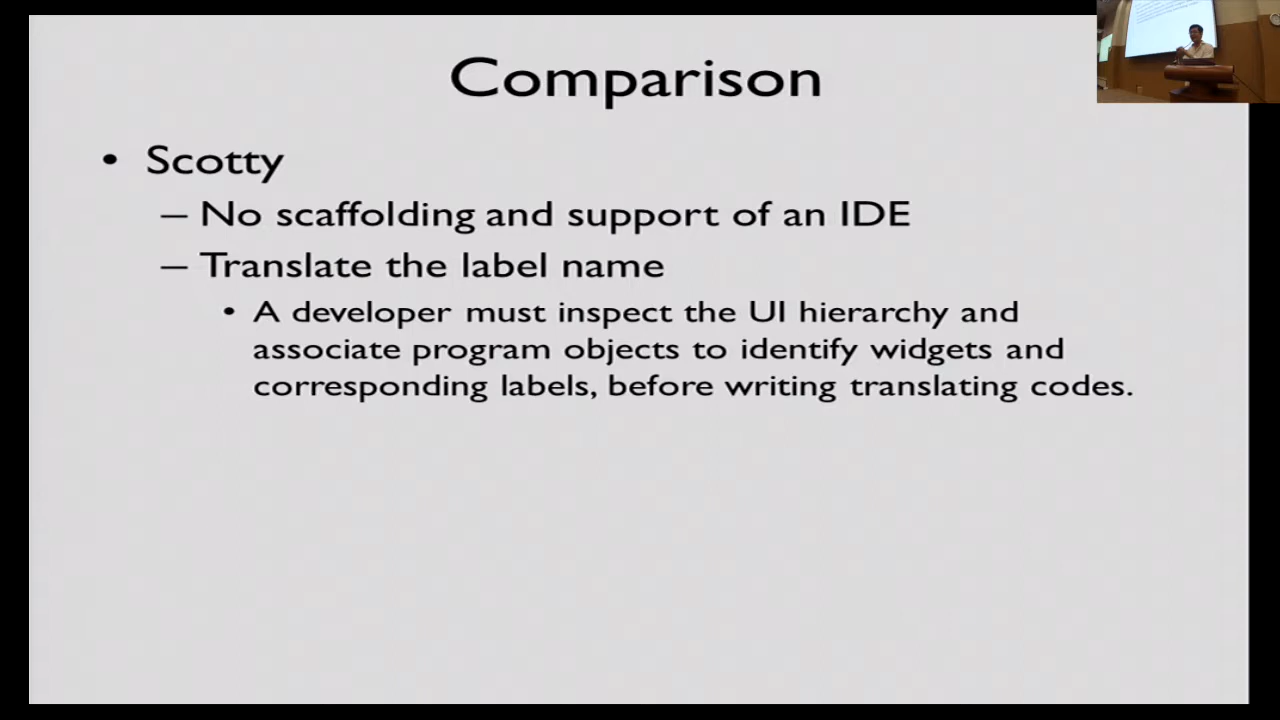 Comparison
• Scotty
– No scaffolding and support of an IDE
– Translate the label name
• A developer must inspect the UI hierarchy and
associate program objects to identify widgets and
corresponding labels, before writing translating codes.